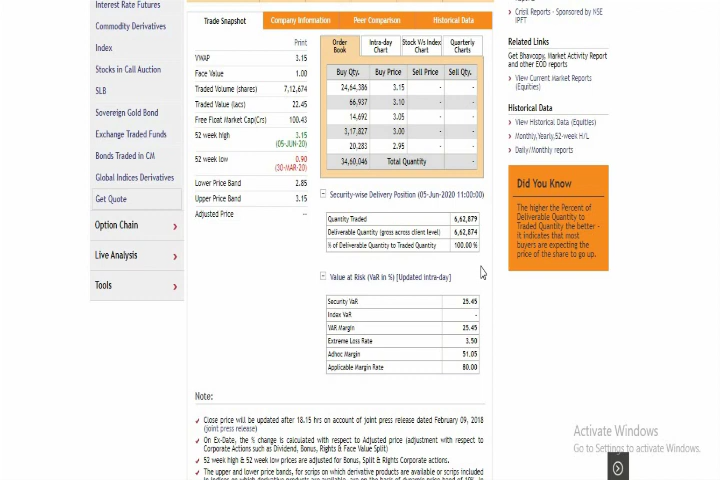 Interest Rate Futures
Commodity Derivatives
Index
Stocks in Call Auction
SLB
Sovereign Gold Bond
Exchange Traded Funds
Bonds Traded in CM
Global Indices Derivatives
Get Quote
Option Chain
Live Analysis
Tools
Trade Snapshot
Company Information
Peer Comparison
Historical Data
Print
VWAP 3.15
Face Value 1.00
Traded Volume (shares) 7,12,674
Traded Value (lacs) 22.45
Free Float Market Cap(Crs) 100.43
52 week high 3.15
(05-JUN-20)
52 week low 0.90
(30-MAR-20)
Lower Price Band 2.85
Upper Price Band 3.15
Adjusted Price --
Order Book
Intra-day Chart
Stock Vs Index Chart
Quarterly Charts
Buy Qty. Buy Price Sell Price Sell Qty.
24,64,386 3.15 - -
66,937 3.10 - -
14,692 3.05 - -
3,17,827 3.00 - -
20,283 2.95 - -
34,60,046 Total Quantity -
Security-wise Delivery Position (05-Jun-2020 11:00:00)
Quantity Traded 6,62,879
Deliverable Quantity (gross across client level) 6,62,874
% of Deliverable Quantity to Traded Quantity 100.00 %
Value at Risk (VaR in %) [Updated intra-day]
Security VaR 25.45
Index VaR -
VAR Margin 25.45
Extreme Loss Rate 3.50
Adhoc Margin 51.05
Applicable Margin Rate 80.00
Note:
Close price will be updated after 18.15 hrs on account of joint press release dated February 09, 2018
(joint press release)
On Ex-Date, the % change is calculated with respect to Adjusted price (adjustment with respect to
Corporate Actions such as Dividend, Bonus, Rights & Face Value Split)
52 week high & 52 week low prices are adjusted for Bonus, Split & Rights Corporate actions.
The upper and lower price bands, for scrips on which derivative products are available or scrips included
Crisil Reports - Sponsored by NSE
IPFT
Related Links
Get Bhavcopy, Market Activity Report
and other EOD reports
View Current Market Reports
(Equities)
Historical Data
View Historical Data (Equities)
Monthly,Yearly,52-week H/L
Daily/Monthly reports
Did You Know
The higher the Percent of
Deliverable Quantity to
Traded Quantity the better -
it indicates that most
buyers are expecting the
price of the share to go up.
Activate Windows
Go to Settings to activate Windows.